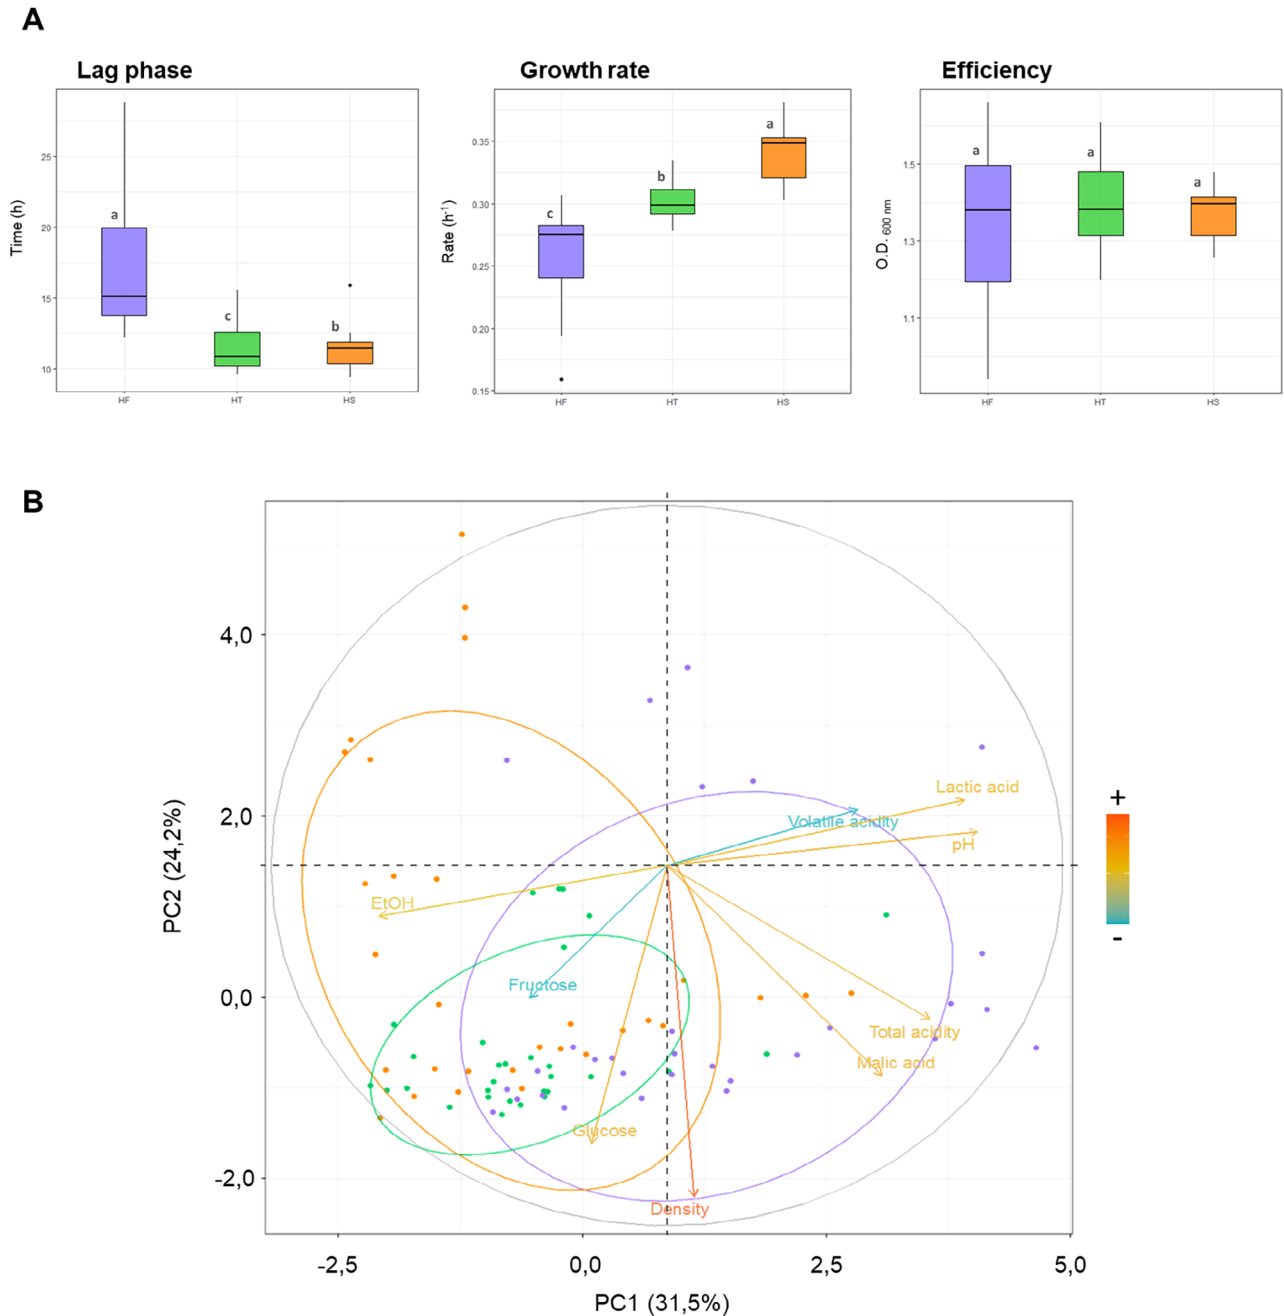 A
Lag phase
Growth rate
Efficiency
Time (h)
25
20
15
10
a
c
b
HF
HT
HS
Rate (h⁻¹)
0.35
0.30
0.25
0.20
0.15
c
b
a
HF
HT
HS
O.D. 600 nm
1.5
1.3
1.1
a
a
a
HF
HT
HS
B
PC2 (24,2%)
4,0
2,0
0,0
-2,0
Lactic acid
Volatile acidity
pH
EtOH
Fructose
Total acidity
Malic acid
Glucose
Density
+
-
-2,5
0,0
2,5
5,0
PC1 (31,5%)